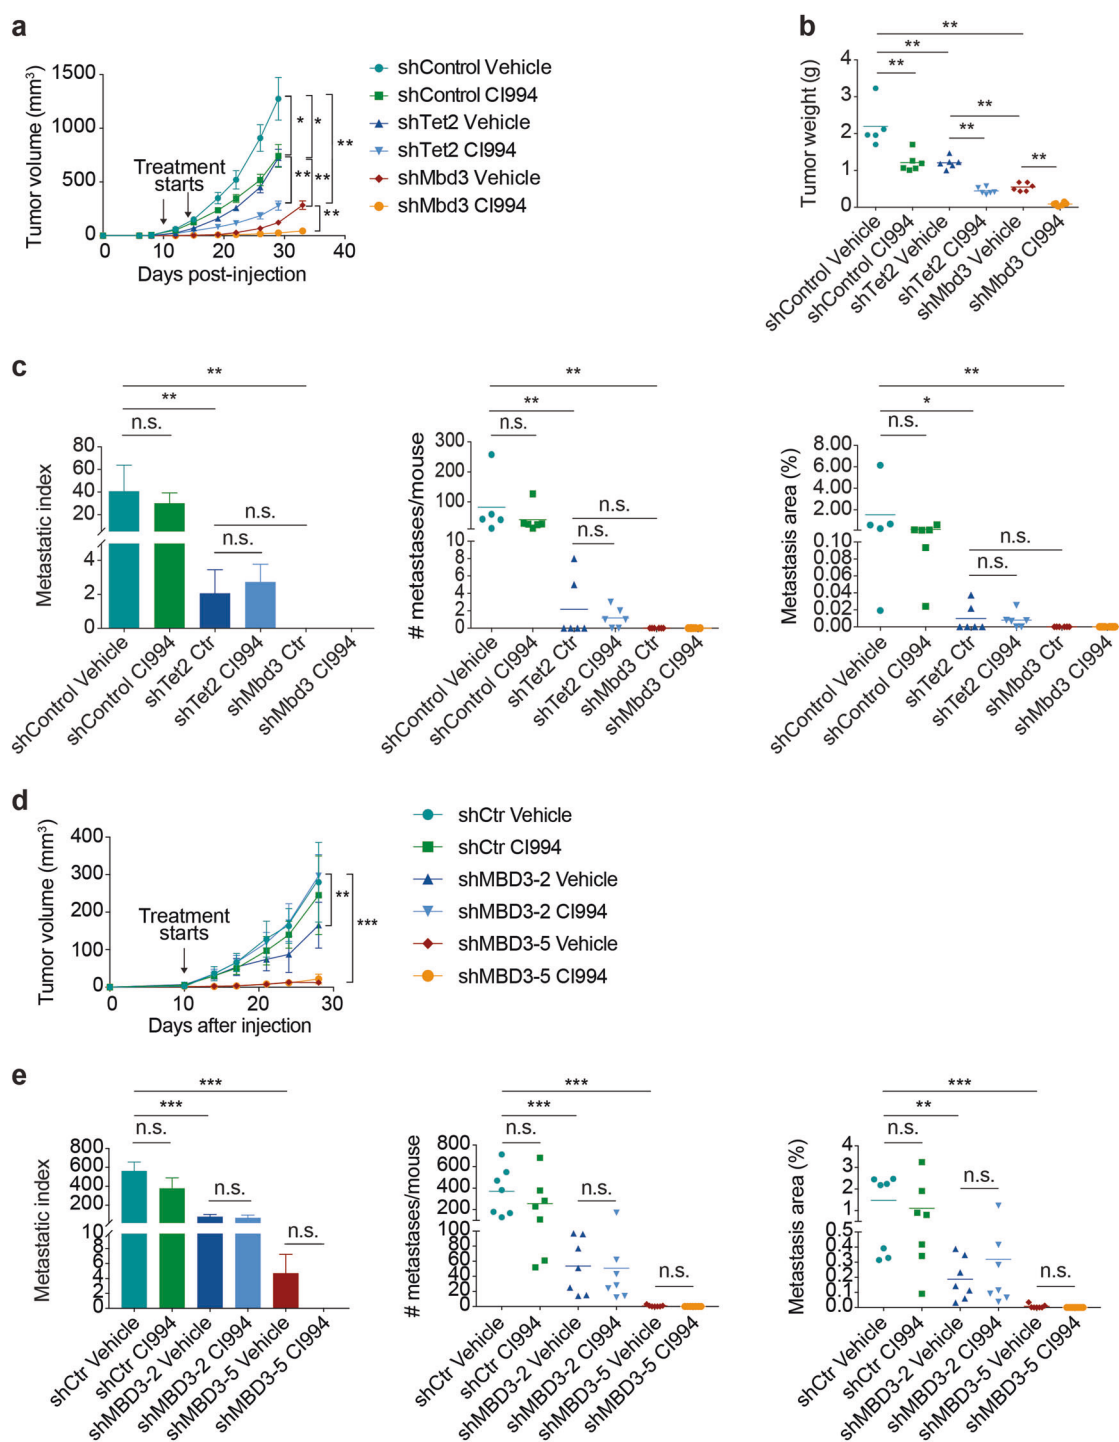 a
Tumor volume (mm³)
1500
1000
500
0
0
10
20
30
40
Days post-injection
Treatment
starts
*
*
**
**
**
**
shControl Vehicle
shControl CI994
shTet2 Vehicle
shTet2 CI994
shMbd3 Vehicle
shMbd3 CI994
b
Tumor weight (g)
4
3
2
1
0
**
**
**
**
**
**
shControl Vehicle
shControl CI994
shTet2 Vehicle
shTet2 CI994
shMbd3 Vehicle
shMbd3 CI994
c
Metastatic index
80
60
40
20
0
4
2
0
**
**
n.s.
n.s.
n.s.
shControl Vehicle
shControl CI994
shTet2 Ctr
shTet2 CI994
shMbd3 Ctr
shMbd3 CI994
# metastases/mouse
300
200
100
10
8
6
4
2
0
**
**
n.s.
n.s.
n.s.
shControl Vehicle
shControl CI994
shTet2 Ctr
shTet2 CI994
shMbd3 Ctr
shMbd3 CI994
Metastasis area (%)
8.00
6.00
4.00
2.00
0.10
0.08
0.06
0.04
0.02
0.00
**
*
n.s.
n.s.
n.s.
shControl Vehicle
shControl CI994
shTet2 Ctr
shTet2 CI994
shMbd3 Ctr
shMbd3 CI994
d
Tumor volume (mm³)
400
300
200
100
0
0
10
20
30
Days after injection
Treatment
starts
**
***
shCtr Vehicle
shCtr CI994
shMBD3-2 Vehicle
shMBD3-2 CI994
shMBD3-5 Vehicle
shMBD3-5 CI994
e
Metastatic index
800
600
400
200
0
10
8
6
4
2
0
***
***
n.s.
n.s.
n.s.
shCtr Vehicle
shCtr CI994
shMBD3-2 Vehicle
shMBD3-2 CI994
shMBD3-5 Vehicle
shMBD3-5 CI994
# metastases/mouse
800
600
400
200
100
80
60
40
20
0
***
***
n.s.
n.s.
n.s.
shCtr Vehicle
shCtr CI994
shMBD3-2 Vehicle
shMBD3-2 CI994
shMBD3-5 Vehicle
shMBD3-5 CI994
Metastasis area (%)
4
3
2
1
0.5
0.4
0.3
0.2
0.1
0.0
***
**
n.s.
n.s.
n.s.
shCtr Vehicle
shCtr CI994
shMBD3-2 Vehicle
shMBD3-2 CI994
shMBD3-5 Vehicle
shMBD3-5 CI994